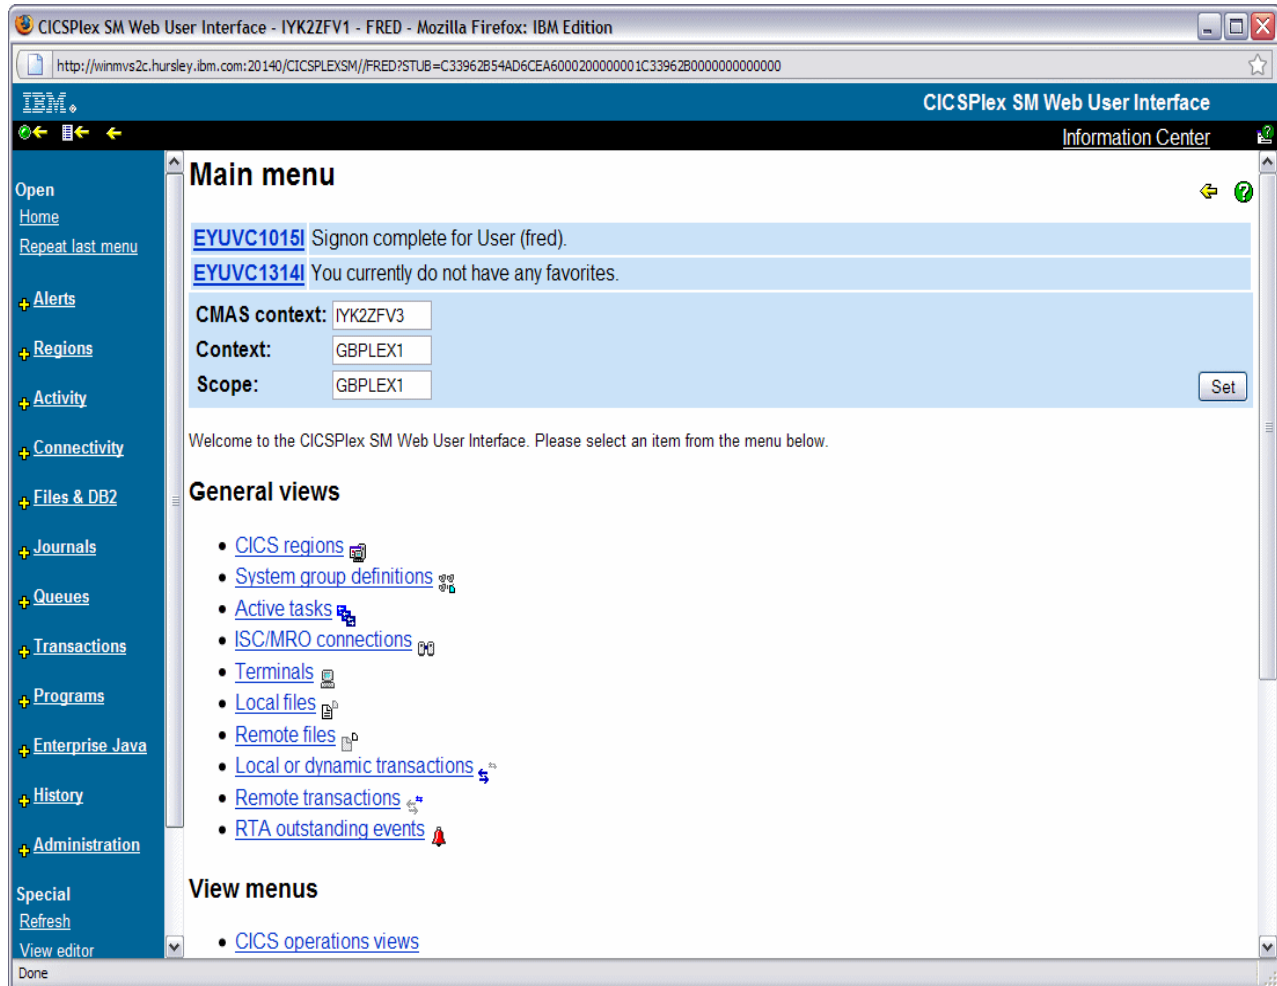 CICSPlex SM Web User Interface - IYK2ZFV1 - FRED - Mozilla Firefox: IBM Edition
http://winmvs2c.hursley.ibm.com:20140/CICSPLEXSM//FRED?STUB=C33962B54AD6CEA6000200000001C33962B0000000000000
IBM.
CICSPlex SM Web User Interface
Information Center
Open
Home
Repeat last menu
Alerts
Regions
Activity
Connectivity
Files & DB2
Journals
Queues
Transactions
Programs
Enterprise Java
History
Administration
Special
Refresh
View editor
Main menu
EYUVC1015I Signon complete for User (fred).
EYUVC1314I You currently do not have any favorites.
CMAS context: IYK2ZFV3
Context: GBPLEX1
Scope: GBPLEX1
Set
Welcome to the CICSPlex SM Web User Interface. Please select an item from the menu below.
General views
• CICS regions
• System group definitions
• Active tasks
• ISC/MRO connections
• Terminals
• Local files
• Remote files
• Local or dynamic transactions
• Remote transactions
• RTA outstanding events
View menus
• CICS operations views
Done